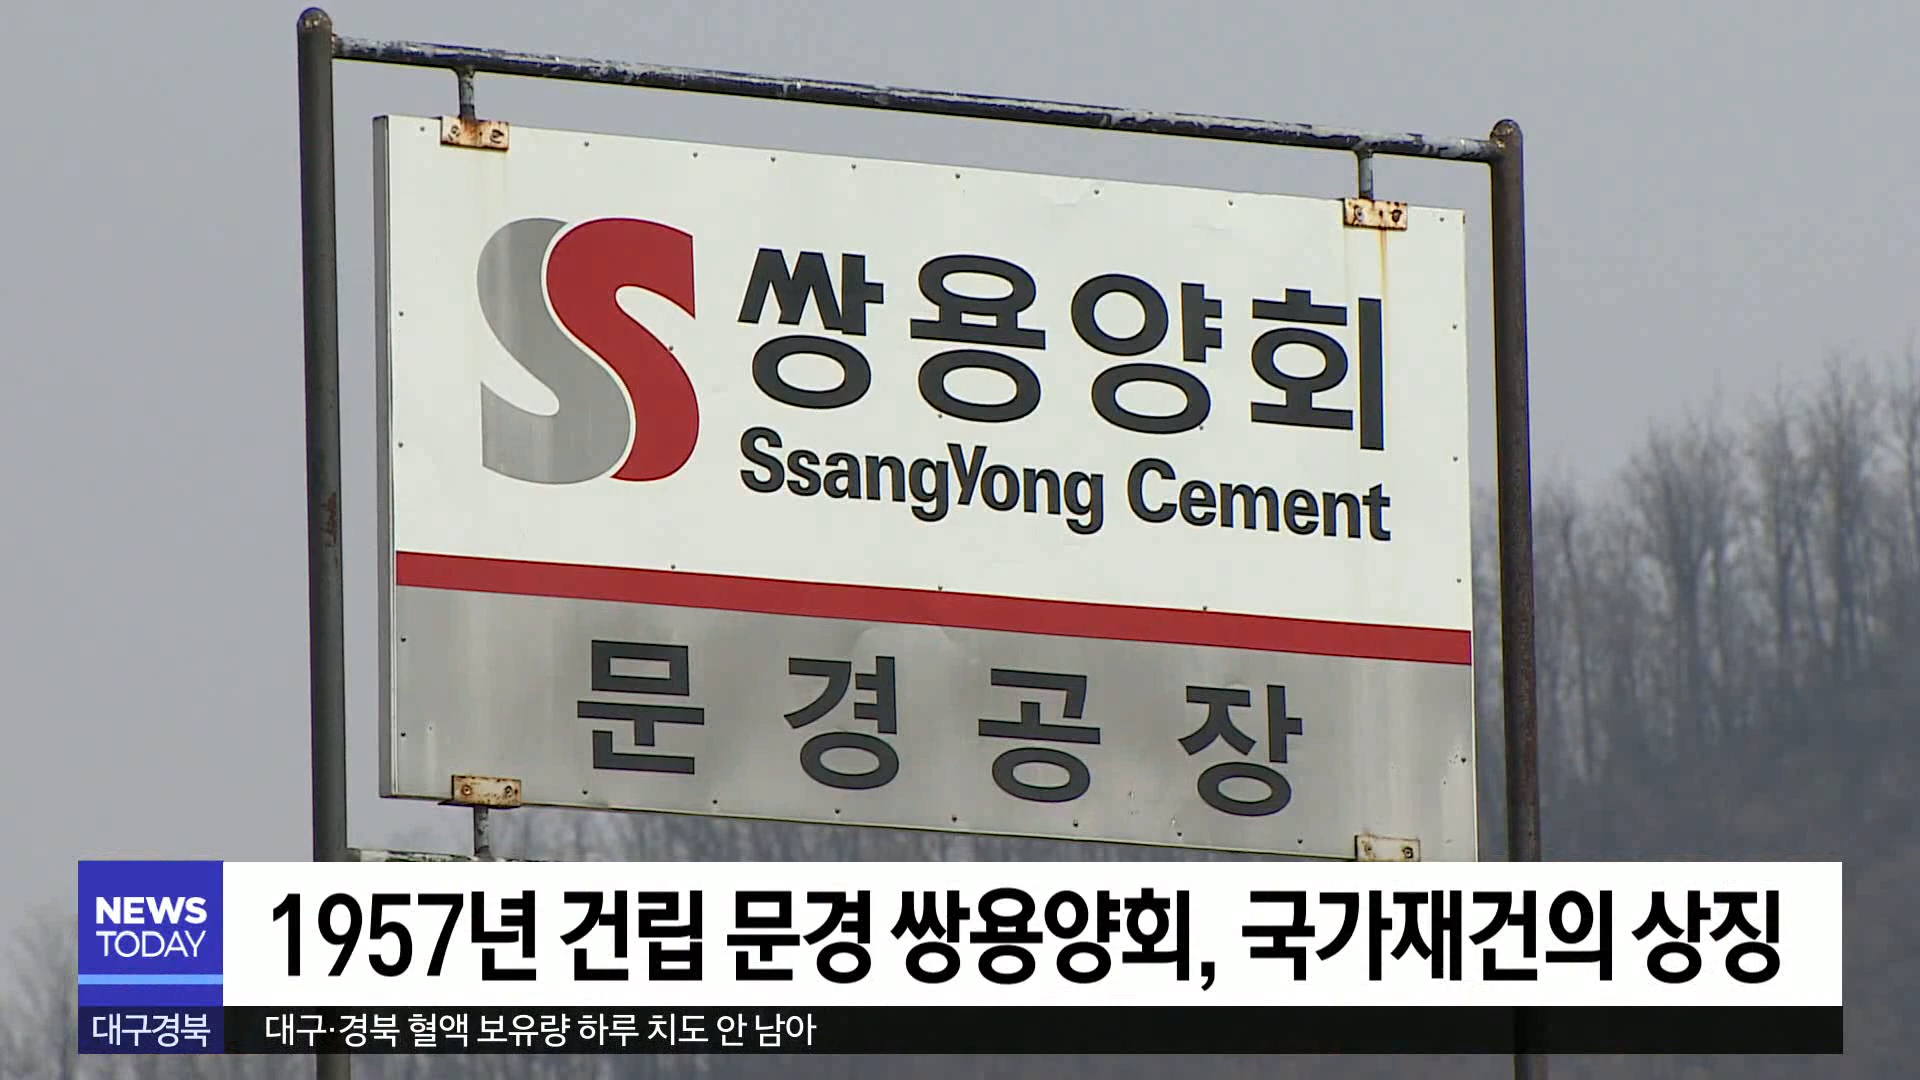 쌍용양회
SsangYong Cement
문경공장
NEWS
TODAY
1957년 건립 문경 쌍용양회, 국가재건의 상징
대구경북
대구·경북 혈액 보유량 하루 치도 안 남아